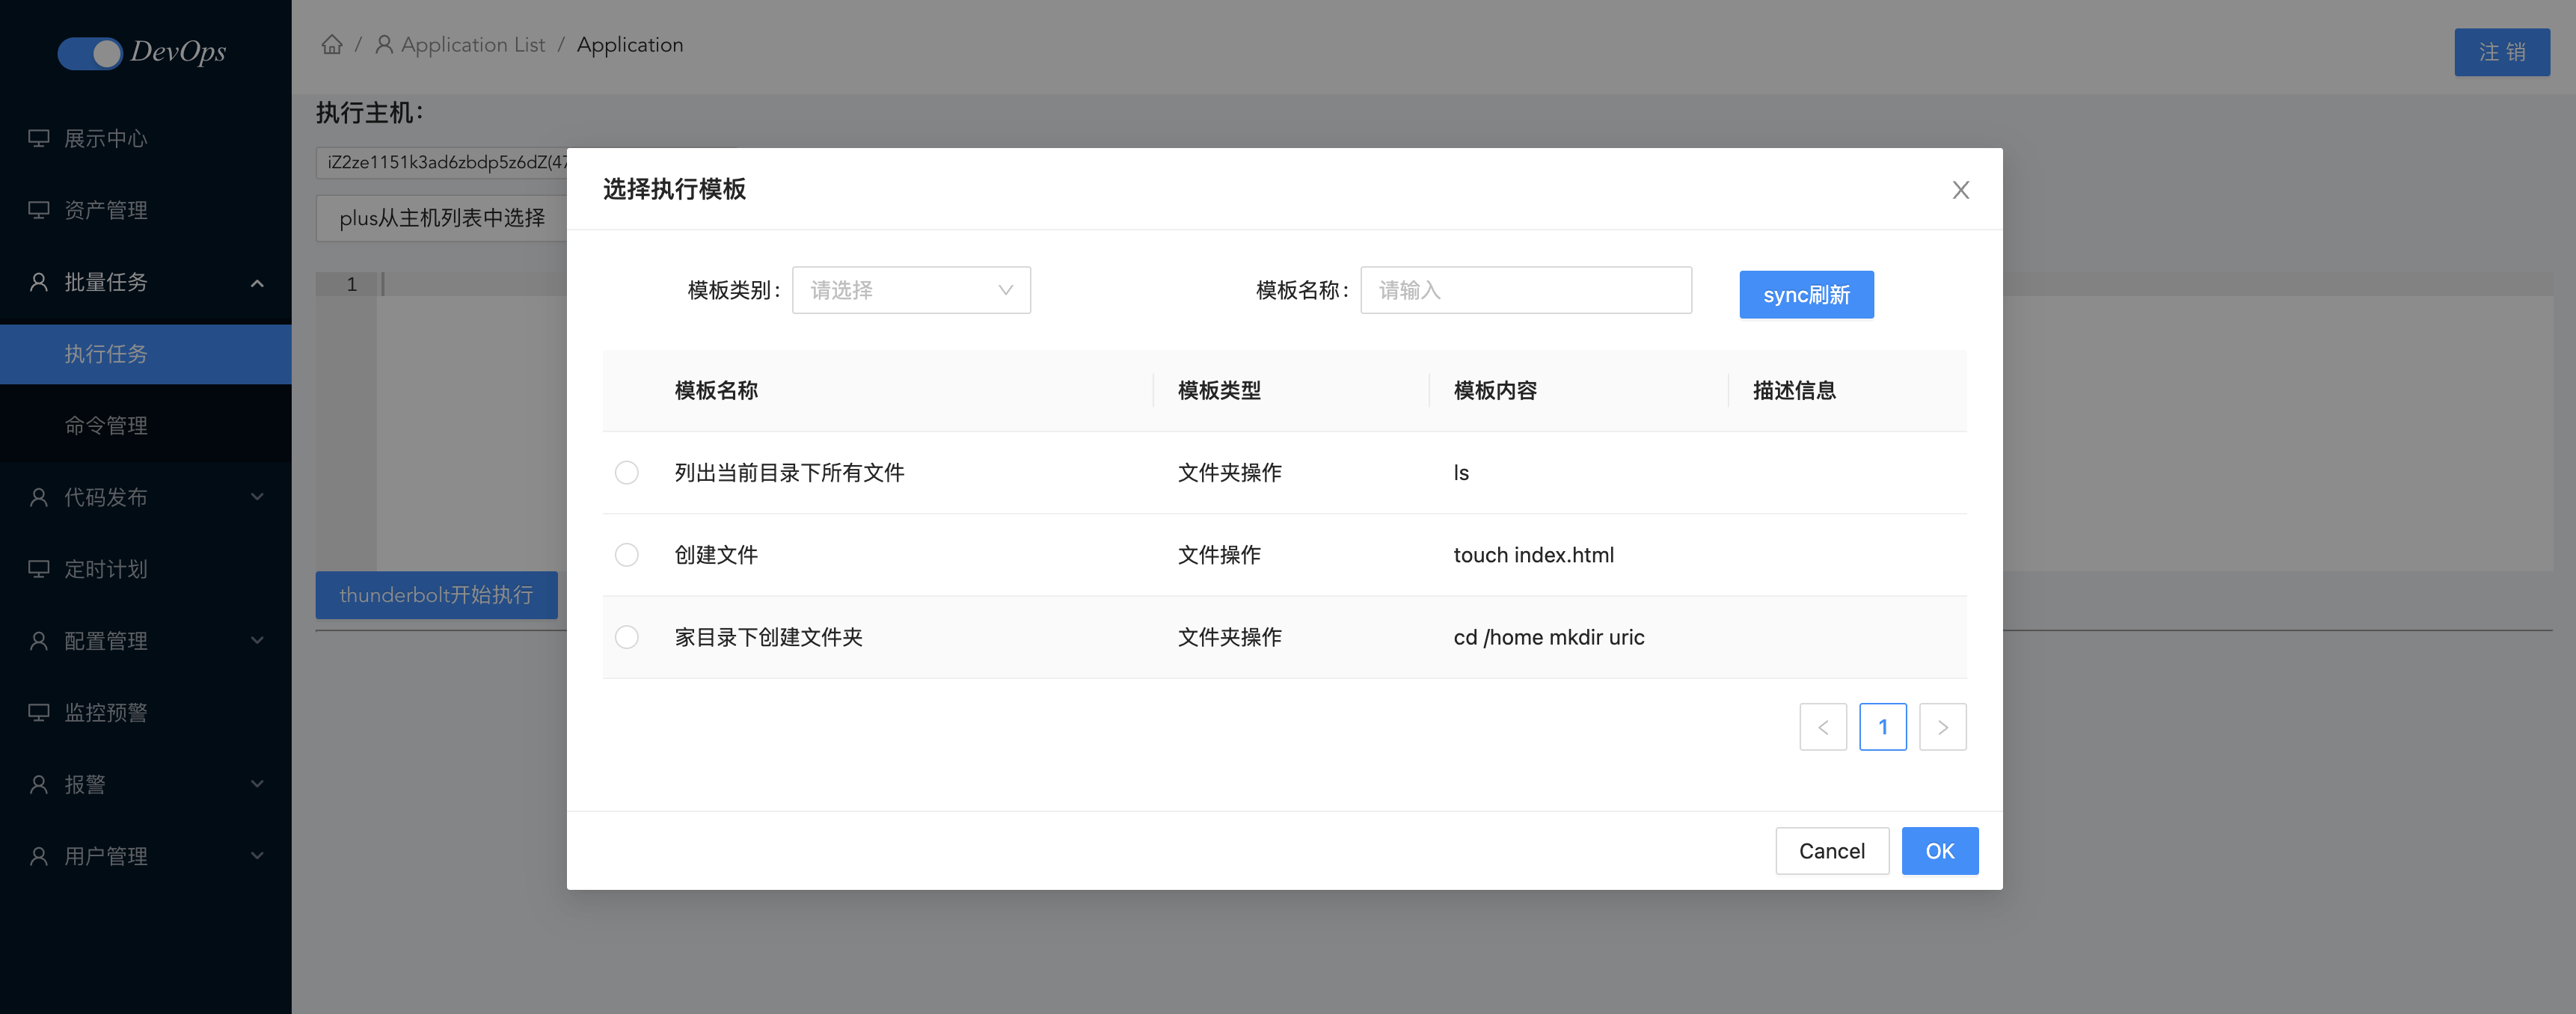 DevOps
展示中心
资产管理
批量任务
执行任务
命令管理
代码发布
定时计划
配置管理
监控预警
报警
用户管理
/ Application List / Application
注 销
执行主机：
iZ2ze1151k3ad6zbdp5z6dZ(47
plus从主机列表中选择
1
thunderbolt开始执行
选择执行模板
模板类别： 请选择 模板名称： 请输入 sync刷新
模板名称 模板类型 模板内容 描述信息
列出当前目录下所有文件 文件夹操作 ls
创建文件 文件操作 touch index.html
家目录下创建文件夹 文件夹操作 cd /home mkdir uric
< 1 >
Cancel OK